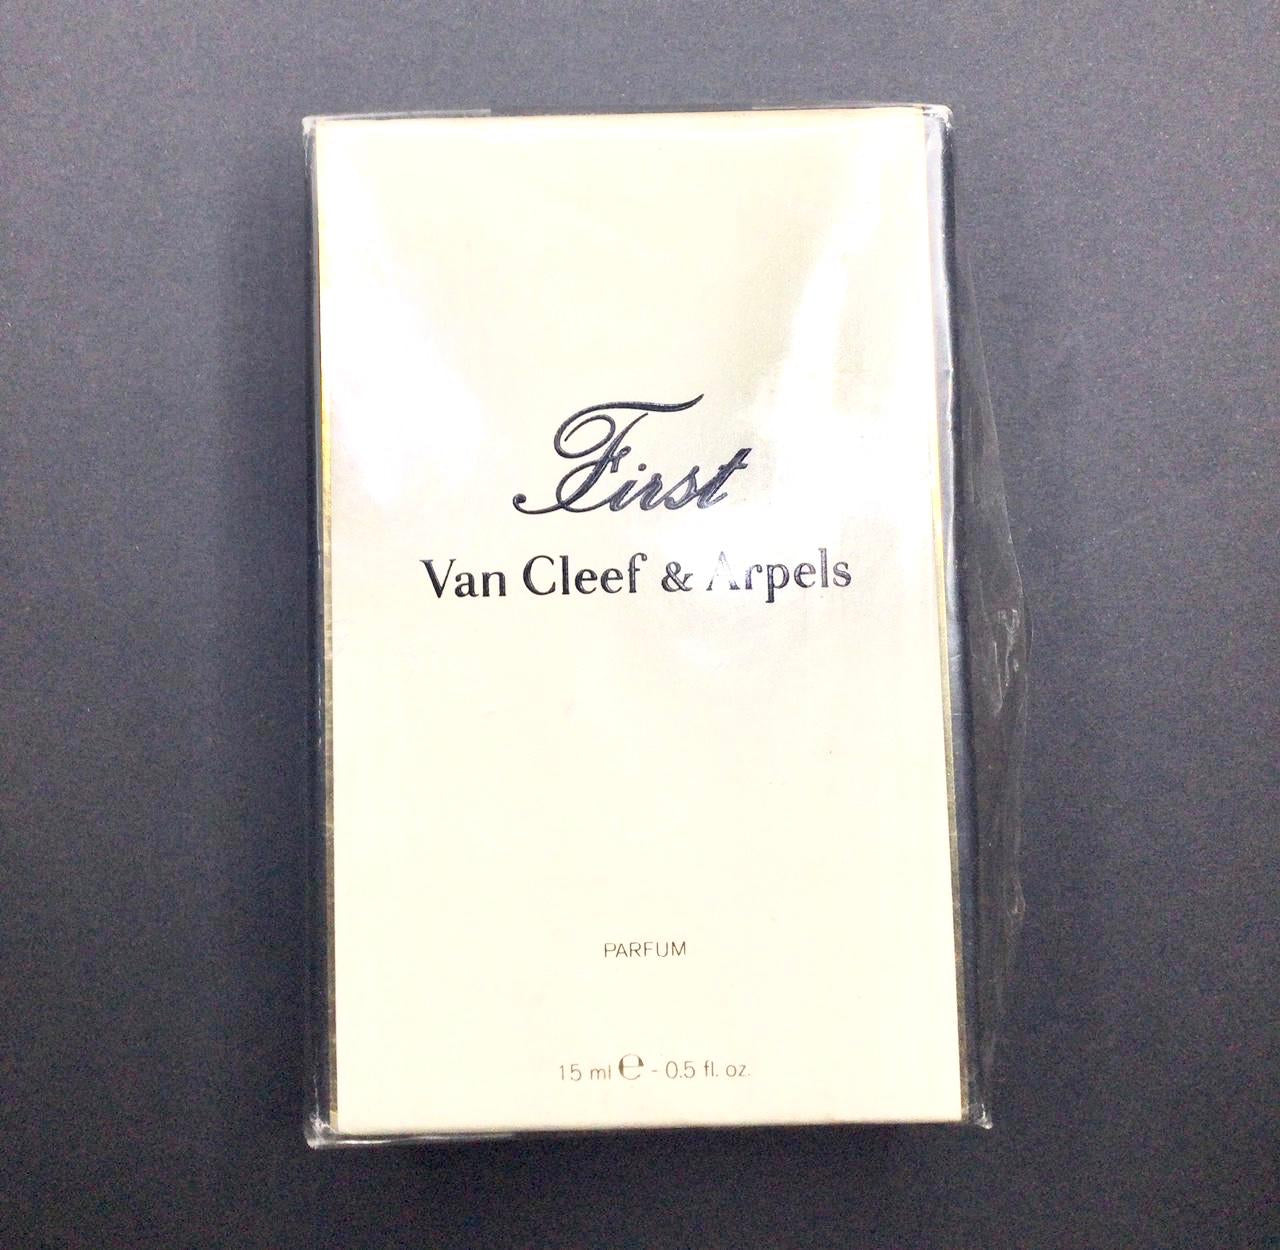 First
Van Cleef & Arpels
PARFUM
15 ml ℮ - 0.5 fl. oz.